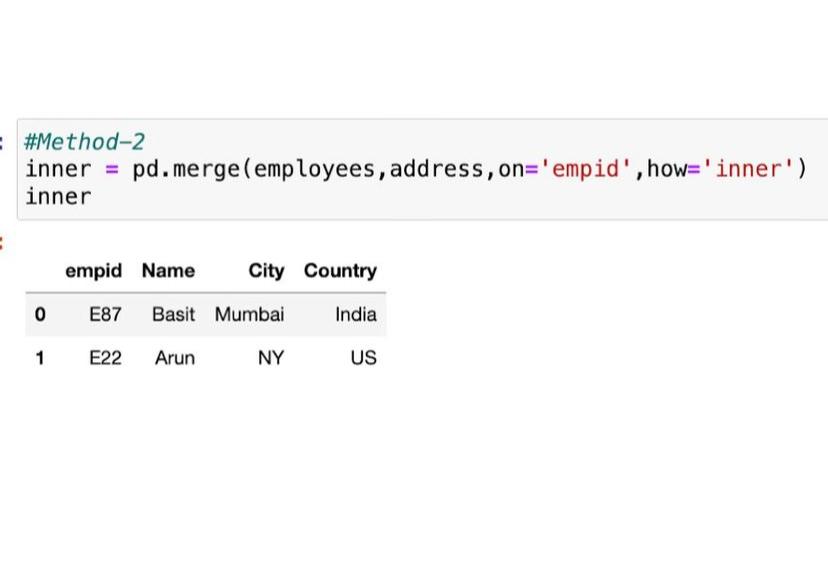 #Method-2
inner = pd.merge(employees,address,on='empid',how='inner')
inner
empid Name City Country
0 E87 Basit Mumbai India
1 E22 Arun NY US